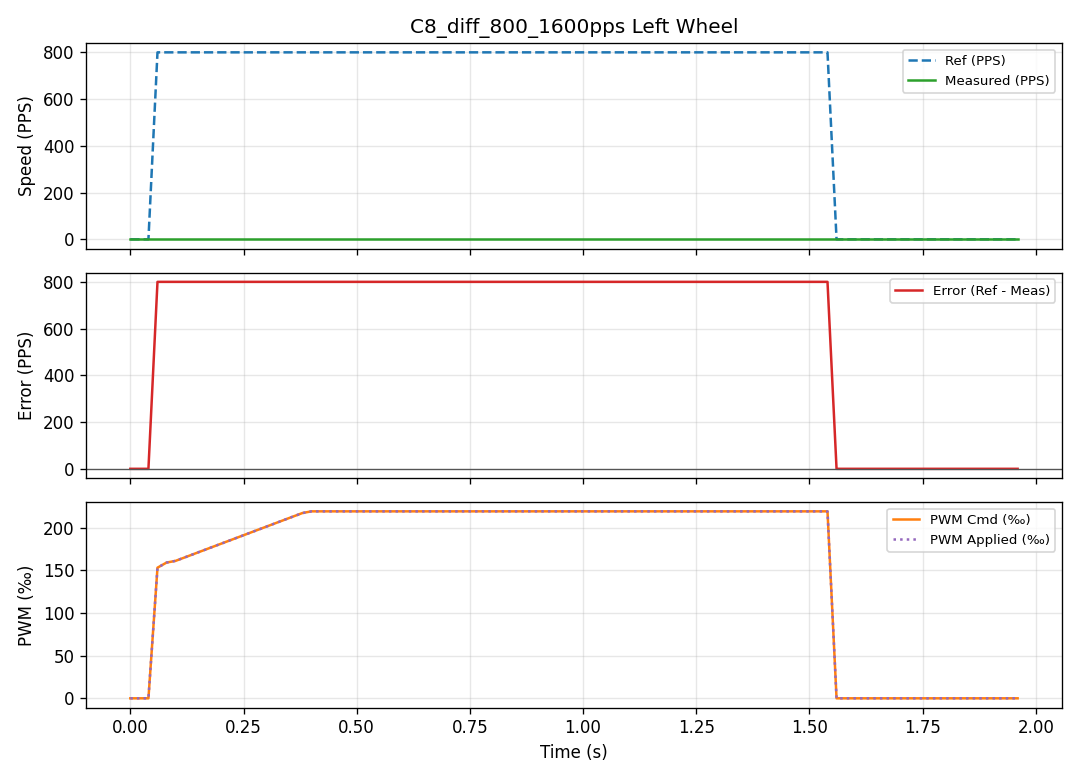 C8_diff_800_1600pps Left Wheel
Speed (PPS)
800
600
400
200
0
Ref (PPS)
Measured (PPS)
Error (PPS)
800
600
400
200
0
Error (Ref - Meas)
PWM (‰)
200
150
100
50
0
PWM Cmd (‰)
PWM Applied (‰)
0.00 0.25 0.50 0.75 1.00 1.25 1.50 1.75 2.00
Time (s)